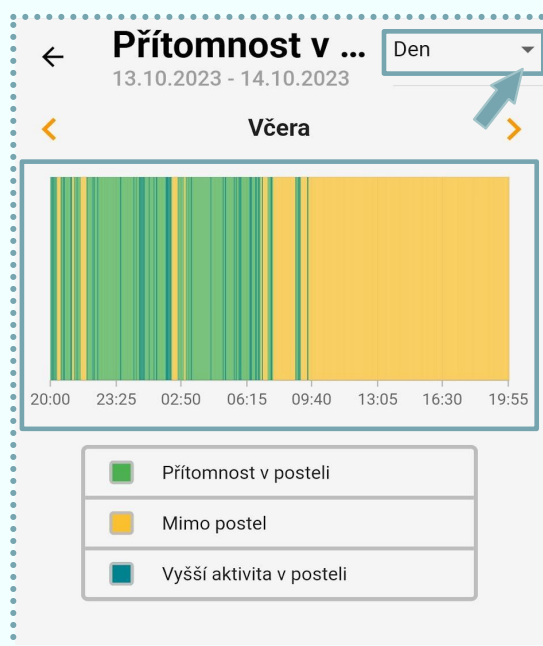 Přítomnost v ...
Den
13.10.2023 - 14.10.2023
Včera
20:00 23:25 02:50 06:15 09:40 13:05 16:30 19:55
Přítomnost v posteli
Mimo postel
Vyšší aktivita v posteli